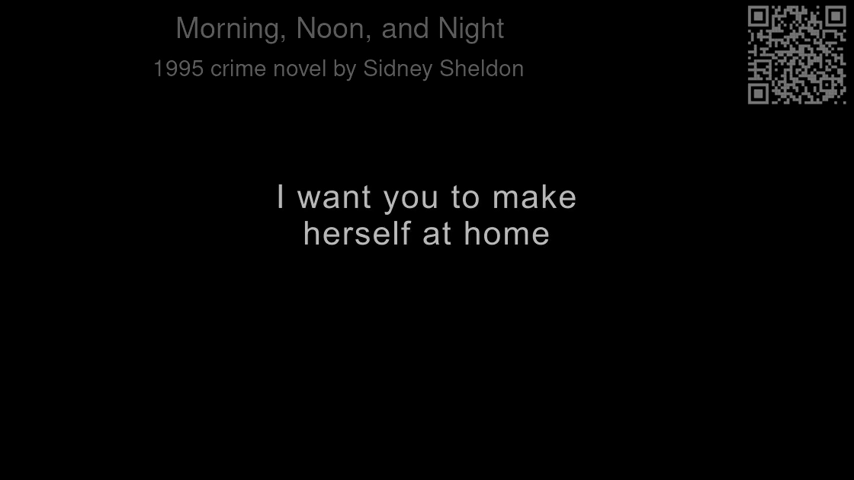 Morning, Noon, and Night
1995 crime novel by Sidney Sheldon
I want you to make
herself at home